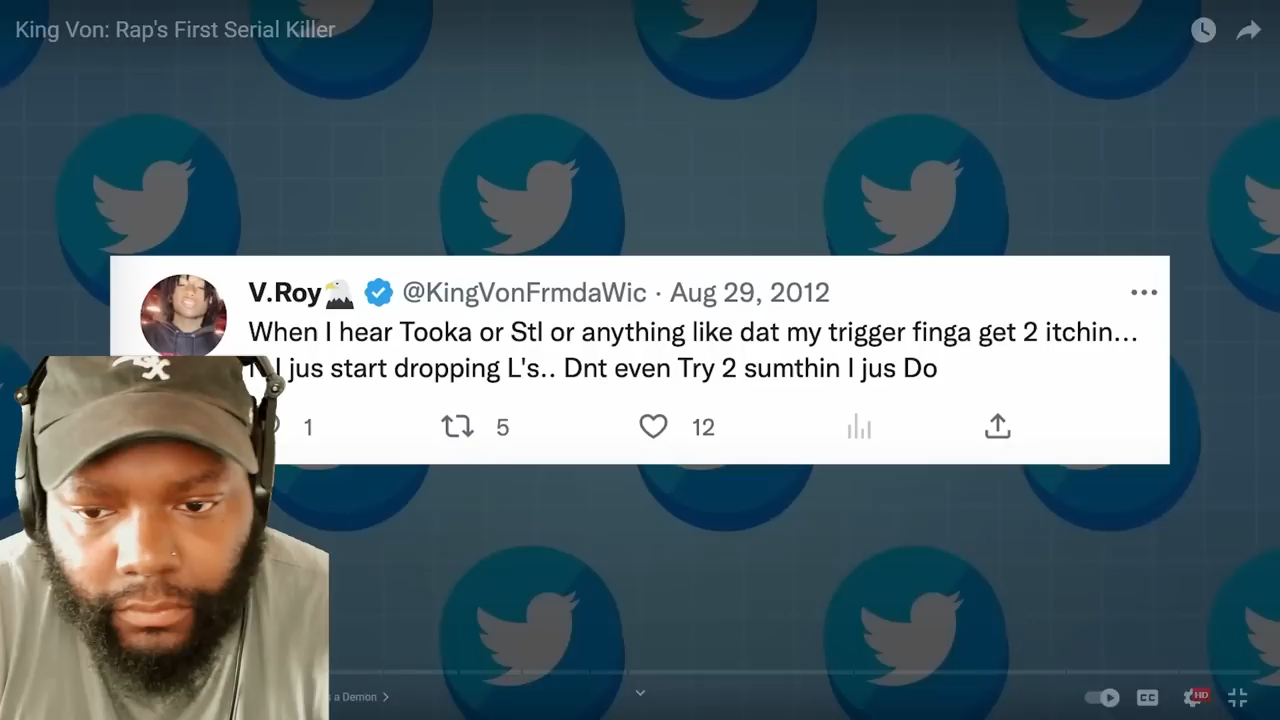 King Von: Rap's First Serial Killer
V.Roy @KingVonFrmdaWic · Aug 29, 2012
When I hear Tooka or Stl or anything like dat my trigger finga get 2 itchin...
I jus start dropping L's.. Dnt even Try 2 sumthin I jus Do
1 5 12
a Demon
CC HD